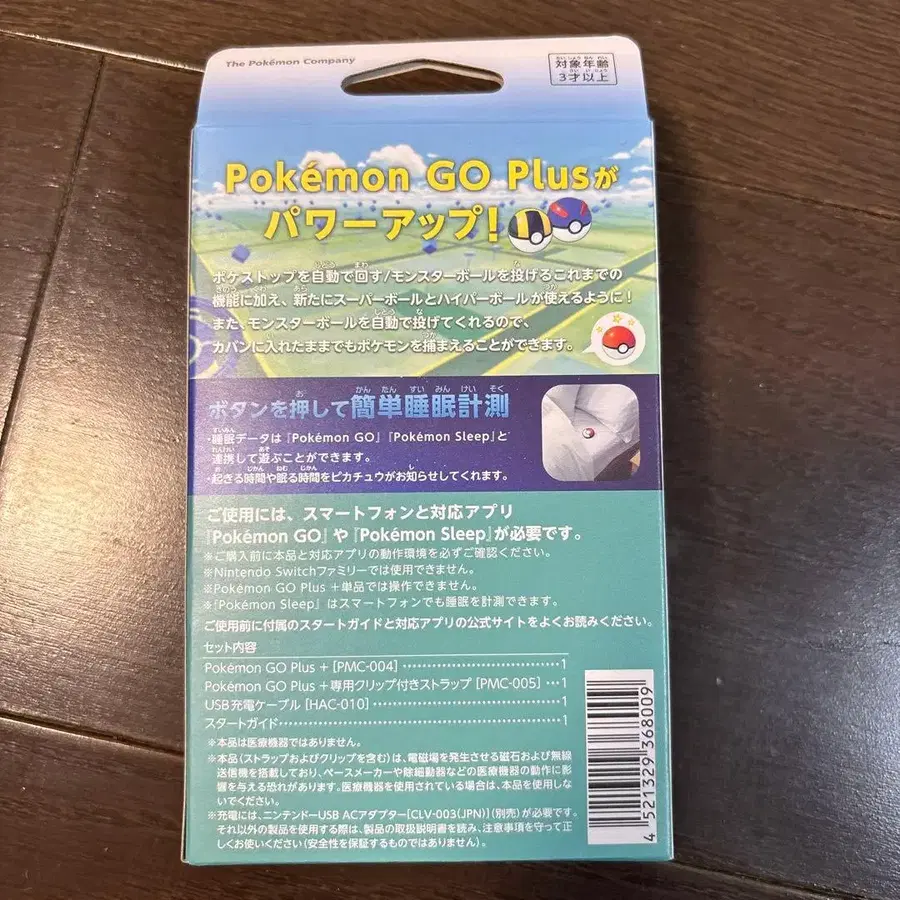 The Pokémon Company
対象年齢
3才以上
Pokémon GO Plusが
パワーアップ!
ポケストップを自動で回す/モンスターボールを投げるこれまでの
機能に加え、新たにスーパーボールとハイパーボールが使えるように!
また、モンスターボールを自動で投げてくれるので、
カバンに入れたままでもポケモンを捕まえることができます。
ボタンを押して簡単睡眠計測
・睡眠データは『Pokémon GO』『Pokémon Sleep』と
連携して遊ぶことができます。
・起きる時間や眠る時間をピカチュウがお知らせしてくれます。
ご使用には、スマートフォンと対応アプリ
『Pokémon GO』や『Pokémon Sleep』が必要です。
※ご購入前に本品と対応アプリの動作環境を必ずご確認ください。
※Nintendo Switchファミリーでは使用できません。
※Pokémon GO Plus +単品では操作できません。
※『Pokémon Sleep』はスマートフォンでも睡眠を計測できます。
ご使用前に付属のスタートガイドと対応アプリの公式サイトをよくお読みください。
セット内容
Pokémon GO Plus + [PMC-004]……………………………1
Pokémon GO Plus +専用クリップ付きストラップ [PMC-005]…1
USB充電ケーブル [HAC-010]……………………………1
スタートガイド……………………………………………1
※本品は医療機器ではありません。
※本品(ストラップおよびクリップを含む)は、電磁場を発生させる磁石および無線
送信機を搭載しており、ペースメーカーや除細動器などの医療機器の動作に影
響を与える恐れがあります。医療機器を使用されている場合は、本品を使用しな
いでください。
※充電には、ニンテンドーUSB ACアダプター[CLV-003(JPN)](別売)が必要です。
それ以外の製品を使用する際は、製品の取扱説明書を読み、注意事項を守って正
しくお使いください(安全性を保証するものではありません)。
4 521329 368009